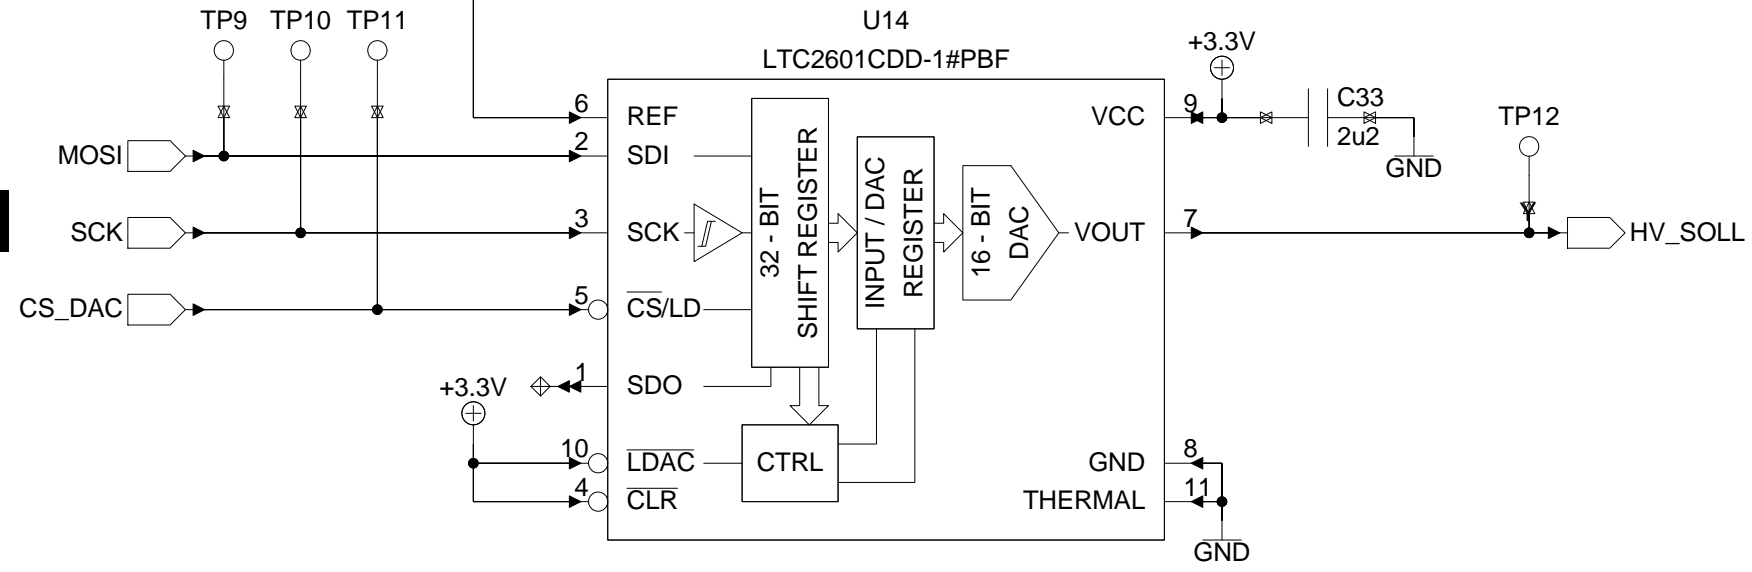 TP9 TP10 TP11
U14
LTC2601CDD-1#PBF
+3.3V
6 REF
VCC 9
C33
2u2
GND
TP12
MOSI
2 SDI
SCK
3 SCK
32 - BIT
SHIFT REGISTER
INPUT / DAC
REGISTER
16 - BIT
DAC
VOUT 7
HV_SOLL
CS_DAC
5 CS/LD
+3.3V
1 SDO
10 LDAC
CTRL
GND 8
4 CLR
THERMAL 11
GND